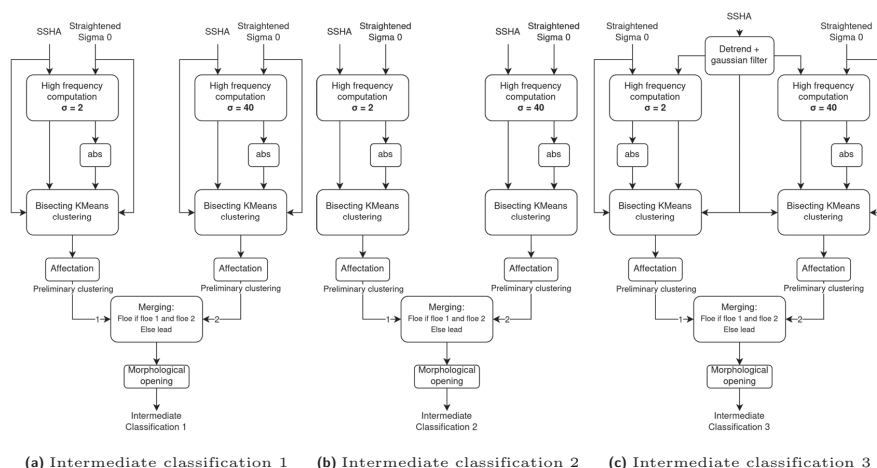 SSHA
Straightened
Sigma 0
High frequency
computation
σ = 2
abs
Bisecting KMeans
clustering
Affectation
Preliminary clustering
SSHA
Straightened
Sigma 0
High frequency
computation
σ = 40
abs
Bisecting KMeans
clustering
Affectation
Preliminary clustering
1
Merging:
Floe if floe 1 and floe 2
Else lead
2
Morphological
opening
Intermediate
Classification 1
(a) Intermediate classification 1
SSHA
Straightened
Sigma 0
High frequency
computation
σ = 2
abs
Bisecting KMeans
clustering
Affectation
Preliminary clustering
SSHA
Straightened
Sigma 0
High frequency
computation
σ = 40
abs
Bisecting KMeans
clustering
Affectation
Preliminary clustering
1
Merging:
Floe if floe 1 and floe 2
Else lead
2
Morphological
opening
Intermediate
Classification 2
(b) Intermediate classification 2
SSHA
Detrend +
gaussian filter
Straightened
Sigma 0
High frequency
computation
σ = 2
abs
Bisecting KMeans
clustering
Affectation
Preliminary clustering
Straightened
Sigma 0
High frequency
computation
σ = 40
abs
Bisecting KMeans
clustering
Affectation
Preliminary clustering
1
Merging:
Floe if floe 1 and floe 2
Else lead
2
Morphological
opening
Intermediate
Classification 3
(c) Intermediate classification 3